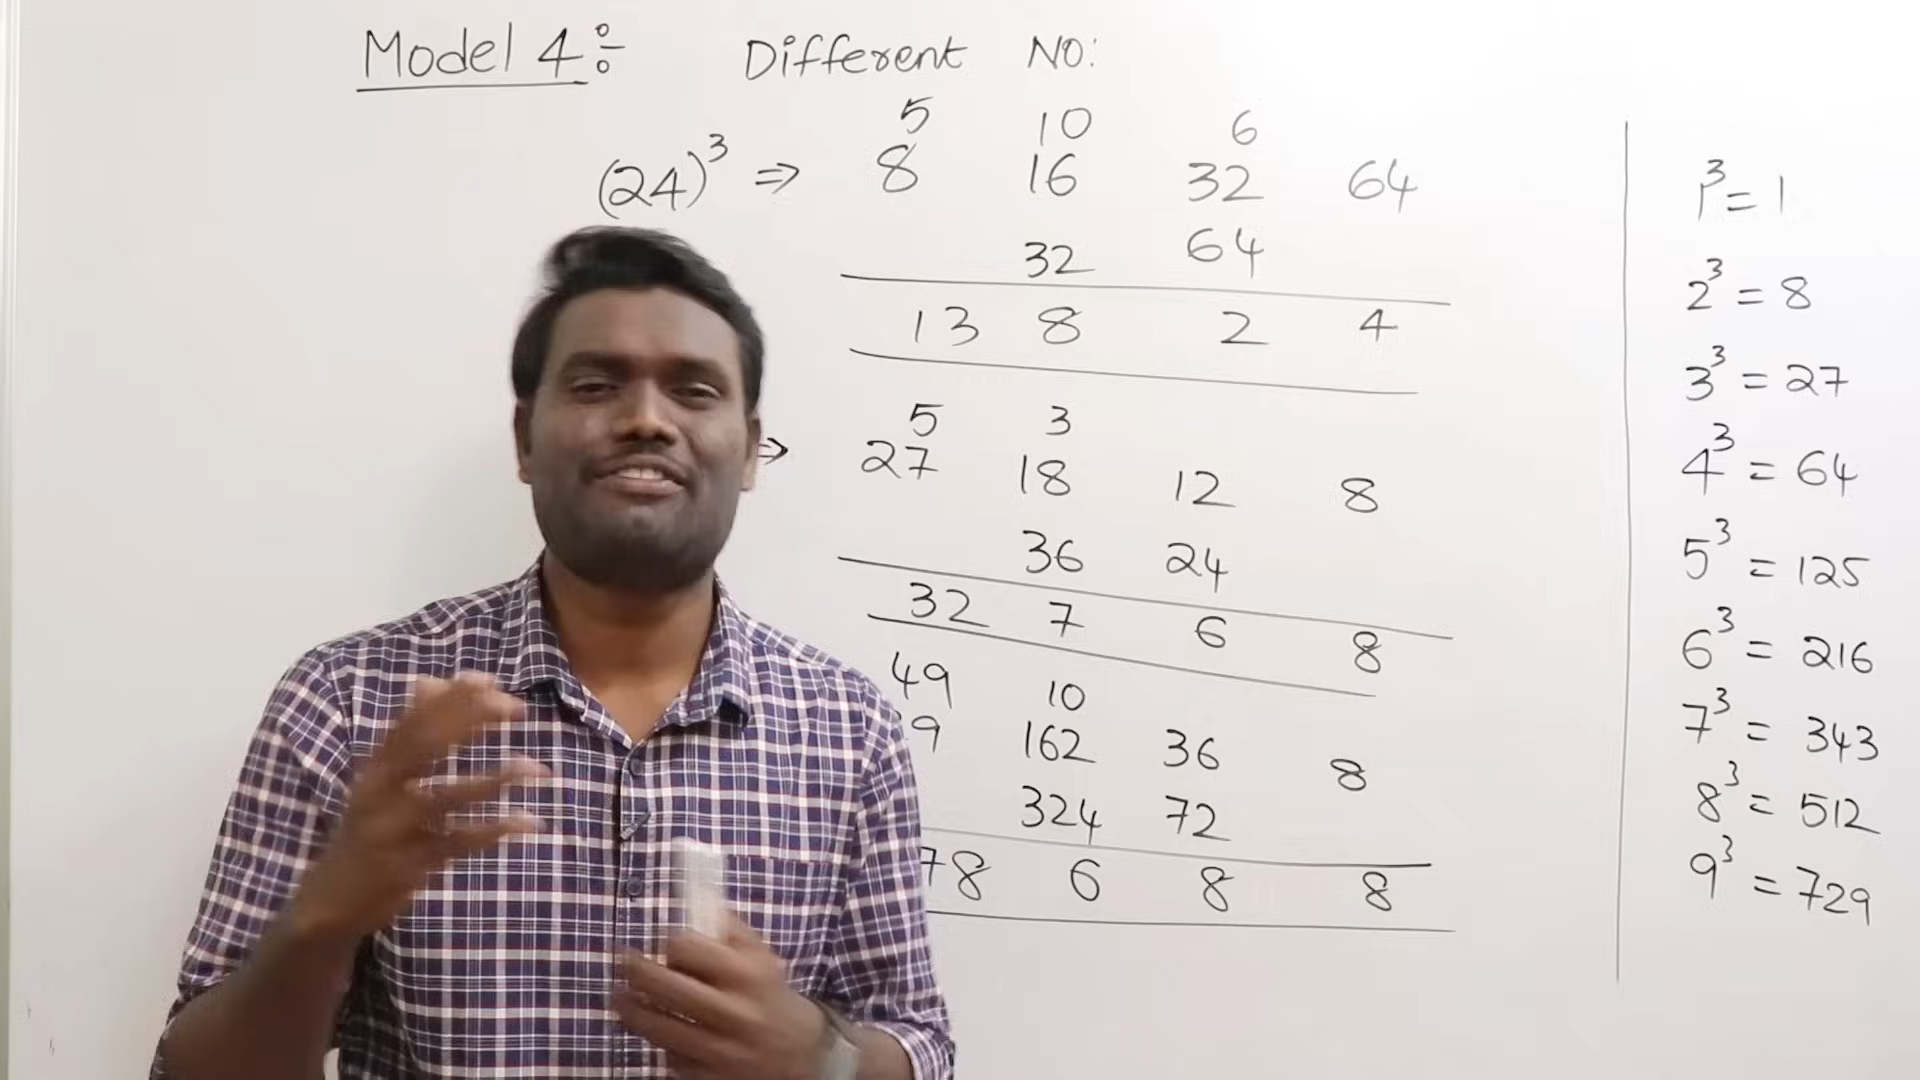 Model 4÷ Different NO:
5 10 6
(24)³ ⇒ 8 16 32 64
32 64
13 8 2 4
5 3
⇒ 27 18 12 8
36 24
32 7 6 8
49 10
9 162 36 8
324 72
78 6 8 8
1³ = 1
2³ = 8
3³ = 27
4³ = 64
5³ = 125
6³ = 216
7³ = 343
8³ = 512
9³ = 729